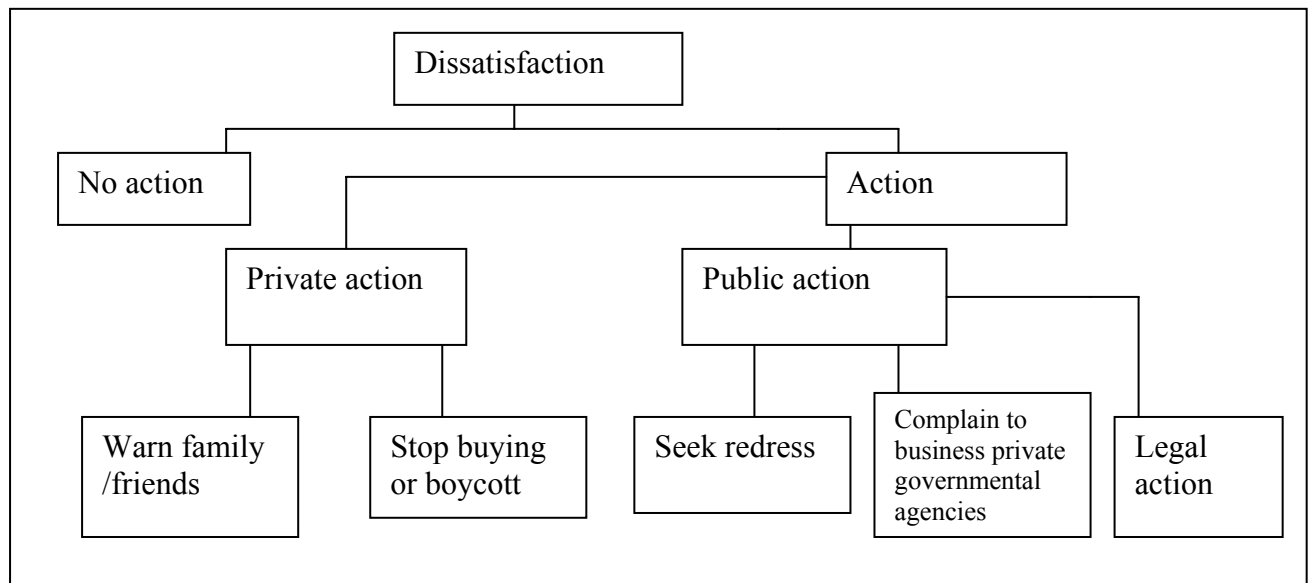 Dissatisfaction
No action
Action
Private action
Public action
Warn family
/friends
Stop buying
or boycott
Seek redress
Complain to
business private
governmental
agencies
Legal
action